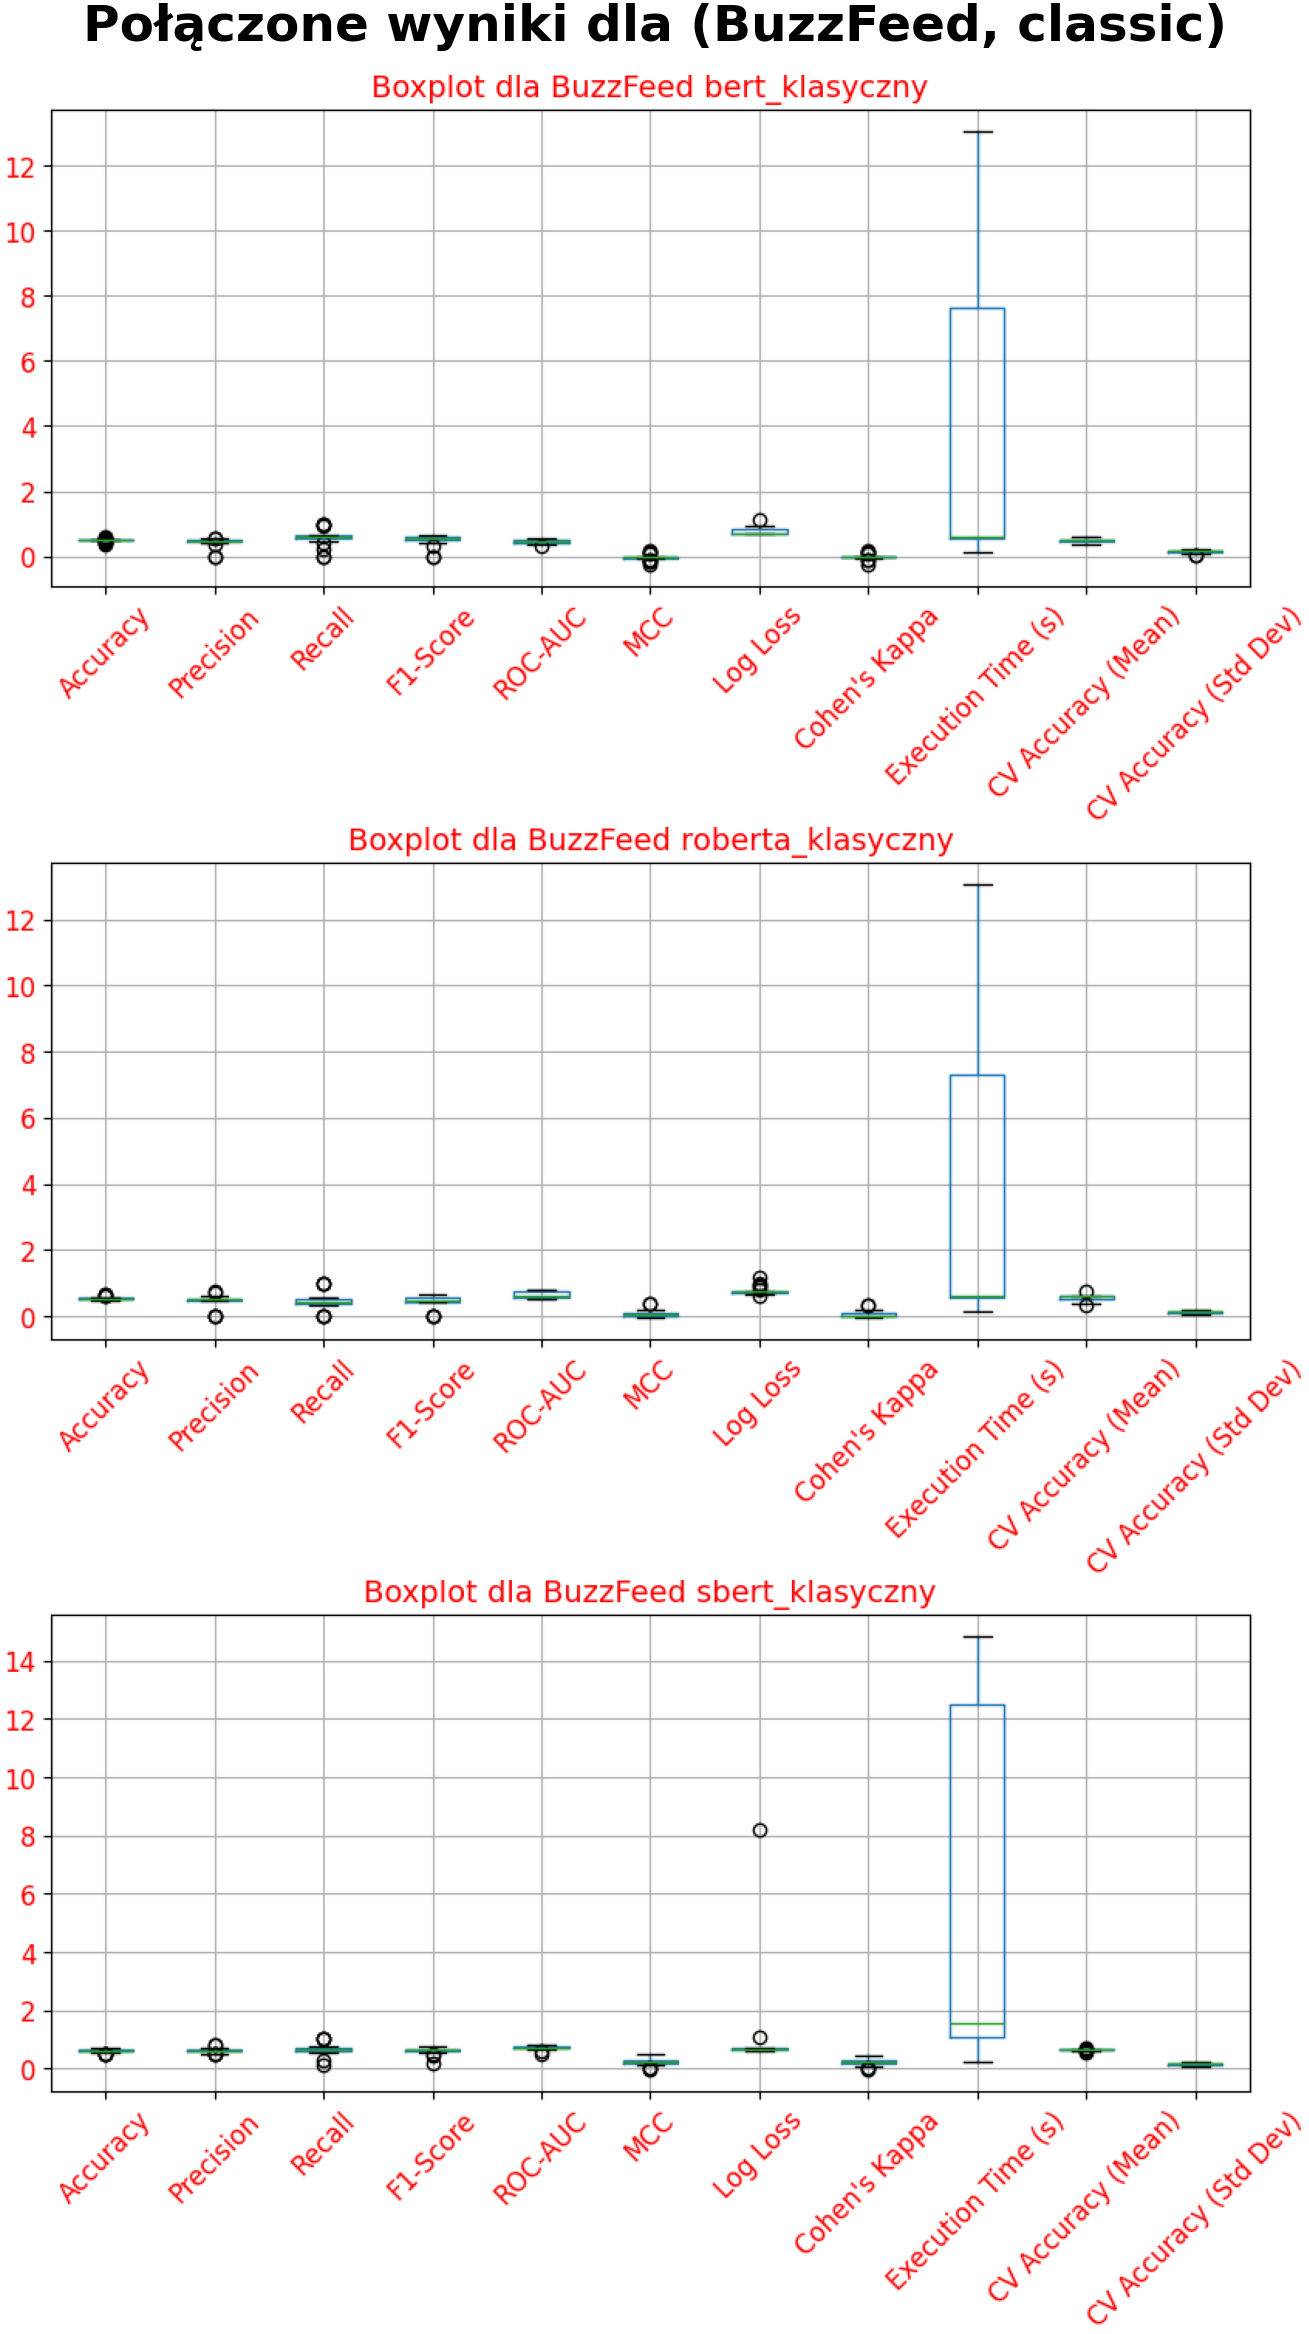 Połączone wyniki dla (BuzzFeed, classic)
Boxplot dla BuzzFeed bert_klasyczny
12
10
8
6
4
2
0
Accuracy
Precision
Recall
F1-Score
ROC-AUC
MCC
Log Loss
Cohen's Kappa
Execution Time (s)
CV Accuracy (Mean)
CV Accuracy (Std Dev)
Boxplot dla BuzzFeed roberta_klasyczny
12
10
8
6
4
2
0
Accuracy
Precision
Recall
F1-Score
ROC-AUC
MCC
Log Loss
Cohen's Kappa
Execution Time (s)
CV Accuracy (Mean)
CV Accuracy (Std Dev)
Boxplot dla BuzzFeed sbert_klasyczny
14
12
10
8
6
4
2
0
Accuracy
Precision
Recall
F1-Score
ROC-AUC
MCC
Log Loss
Cohen's Kappa
Execution Time (s)
CV Accuracy (Mean)
CV Accuracy (Std Dev)